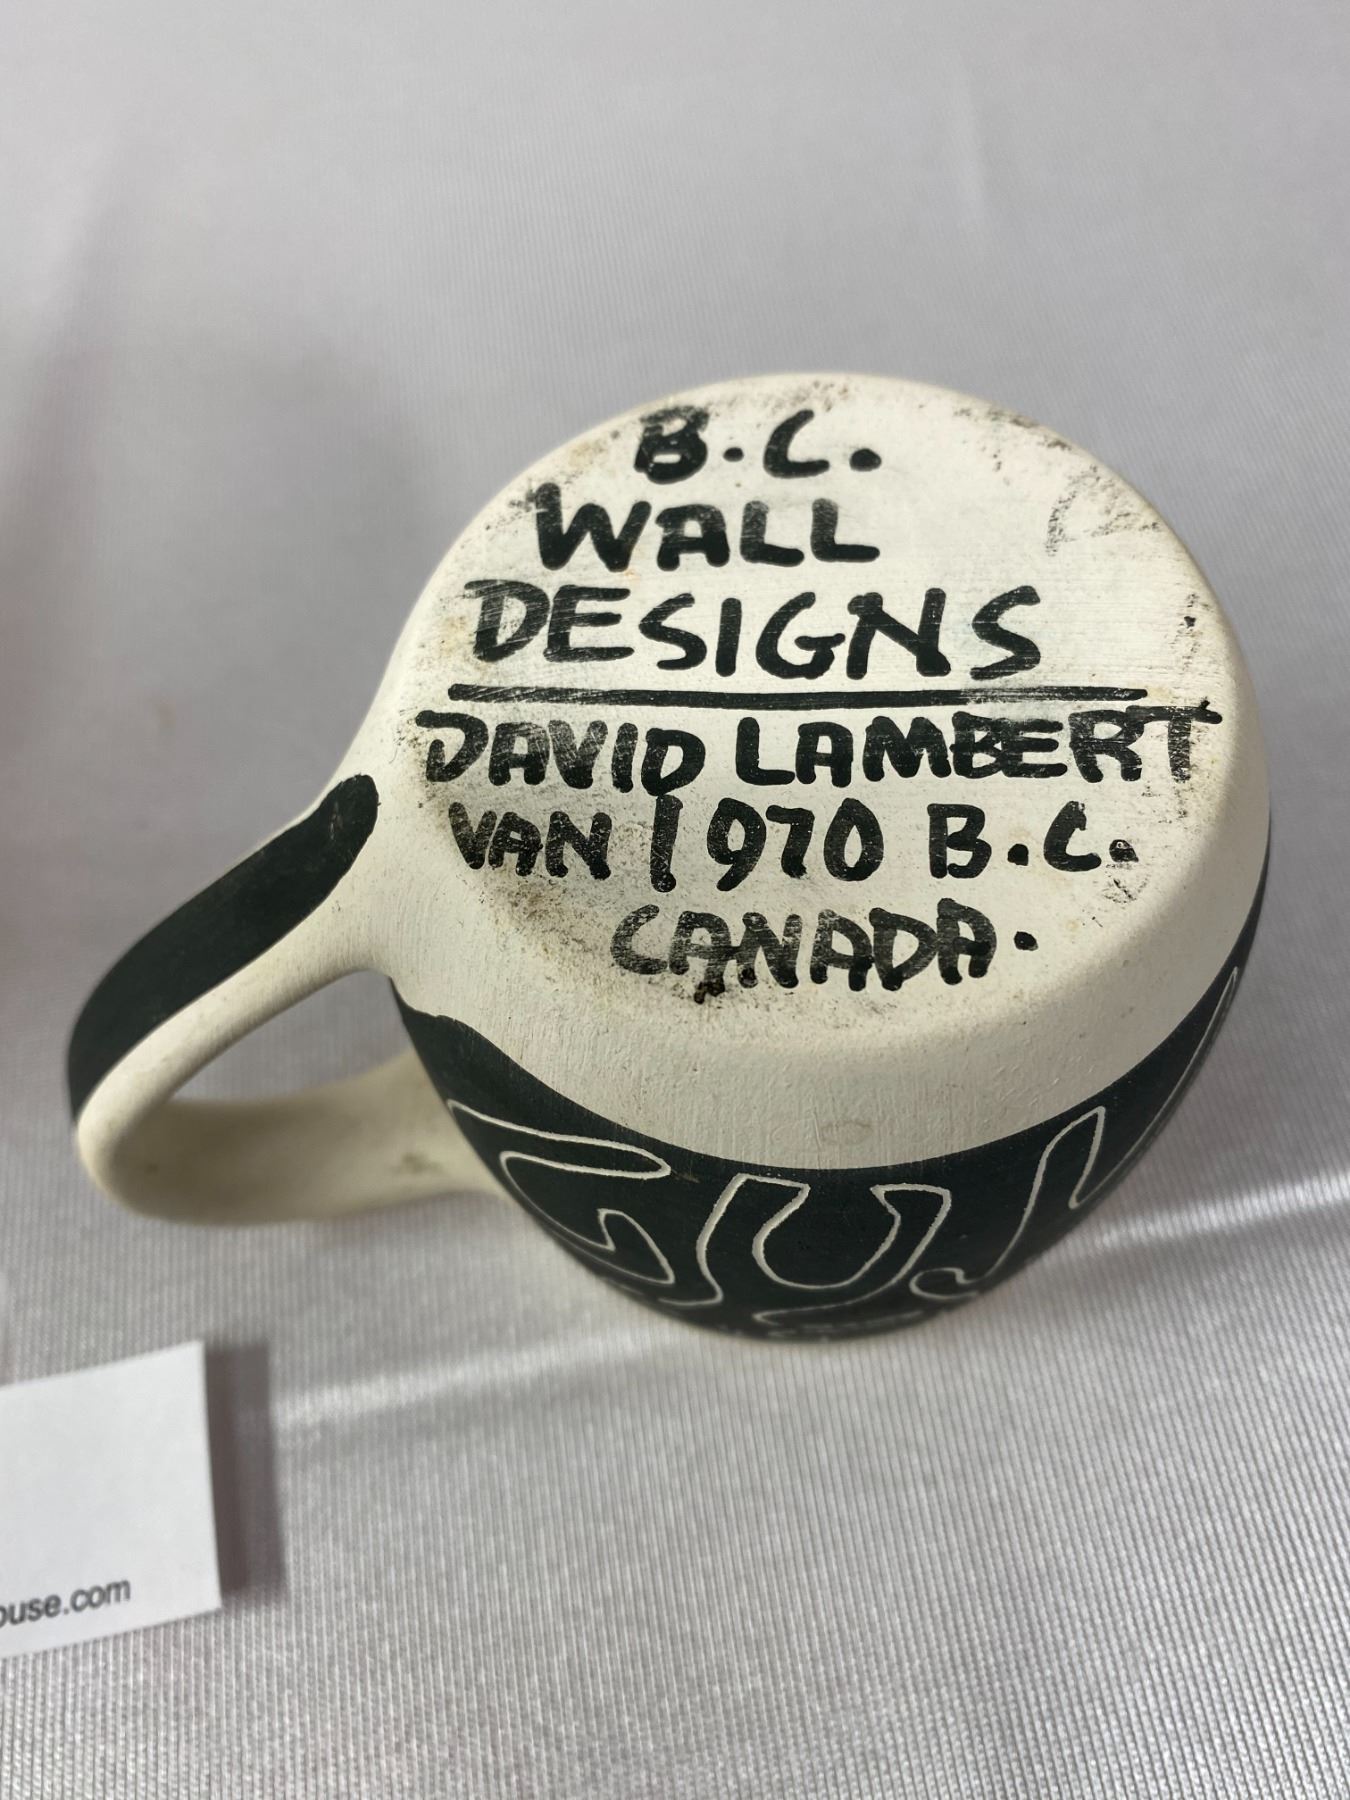 B.C.
WALL
DESIGNS
DAVID LAMBERT
VAN 1970 B.C.
CANADA.
ouse.com